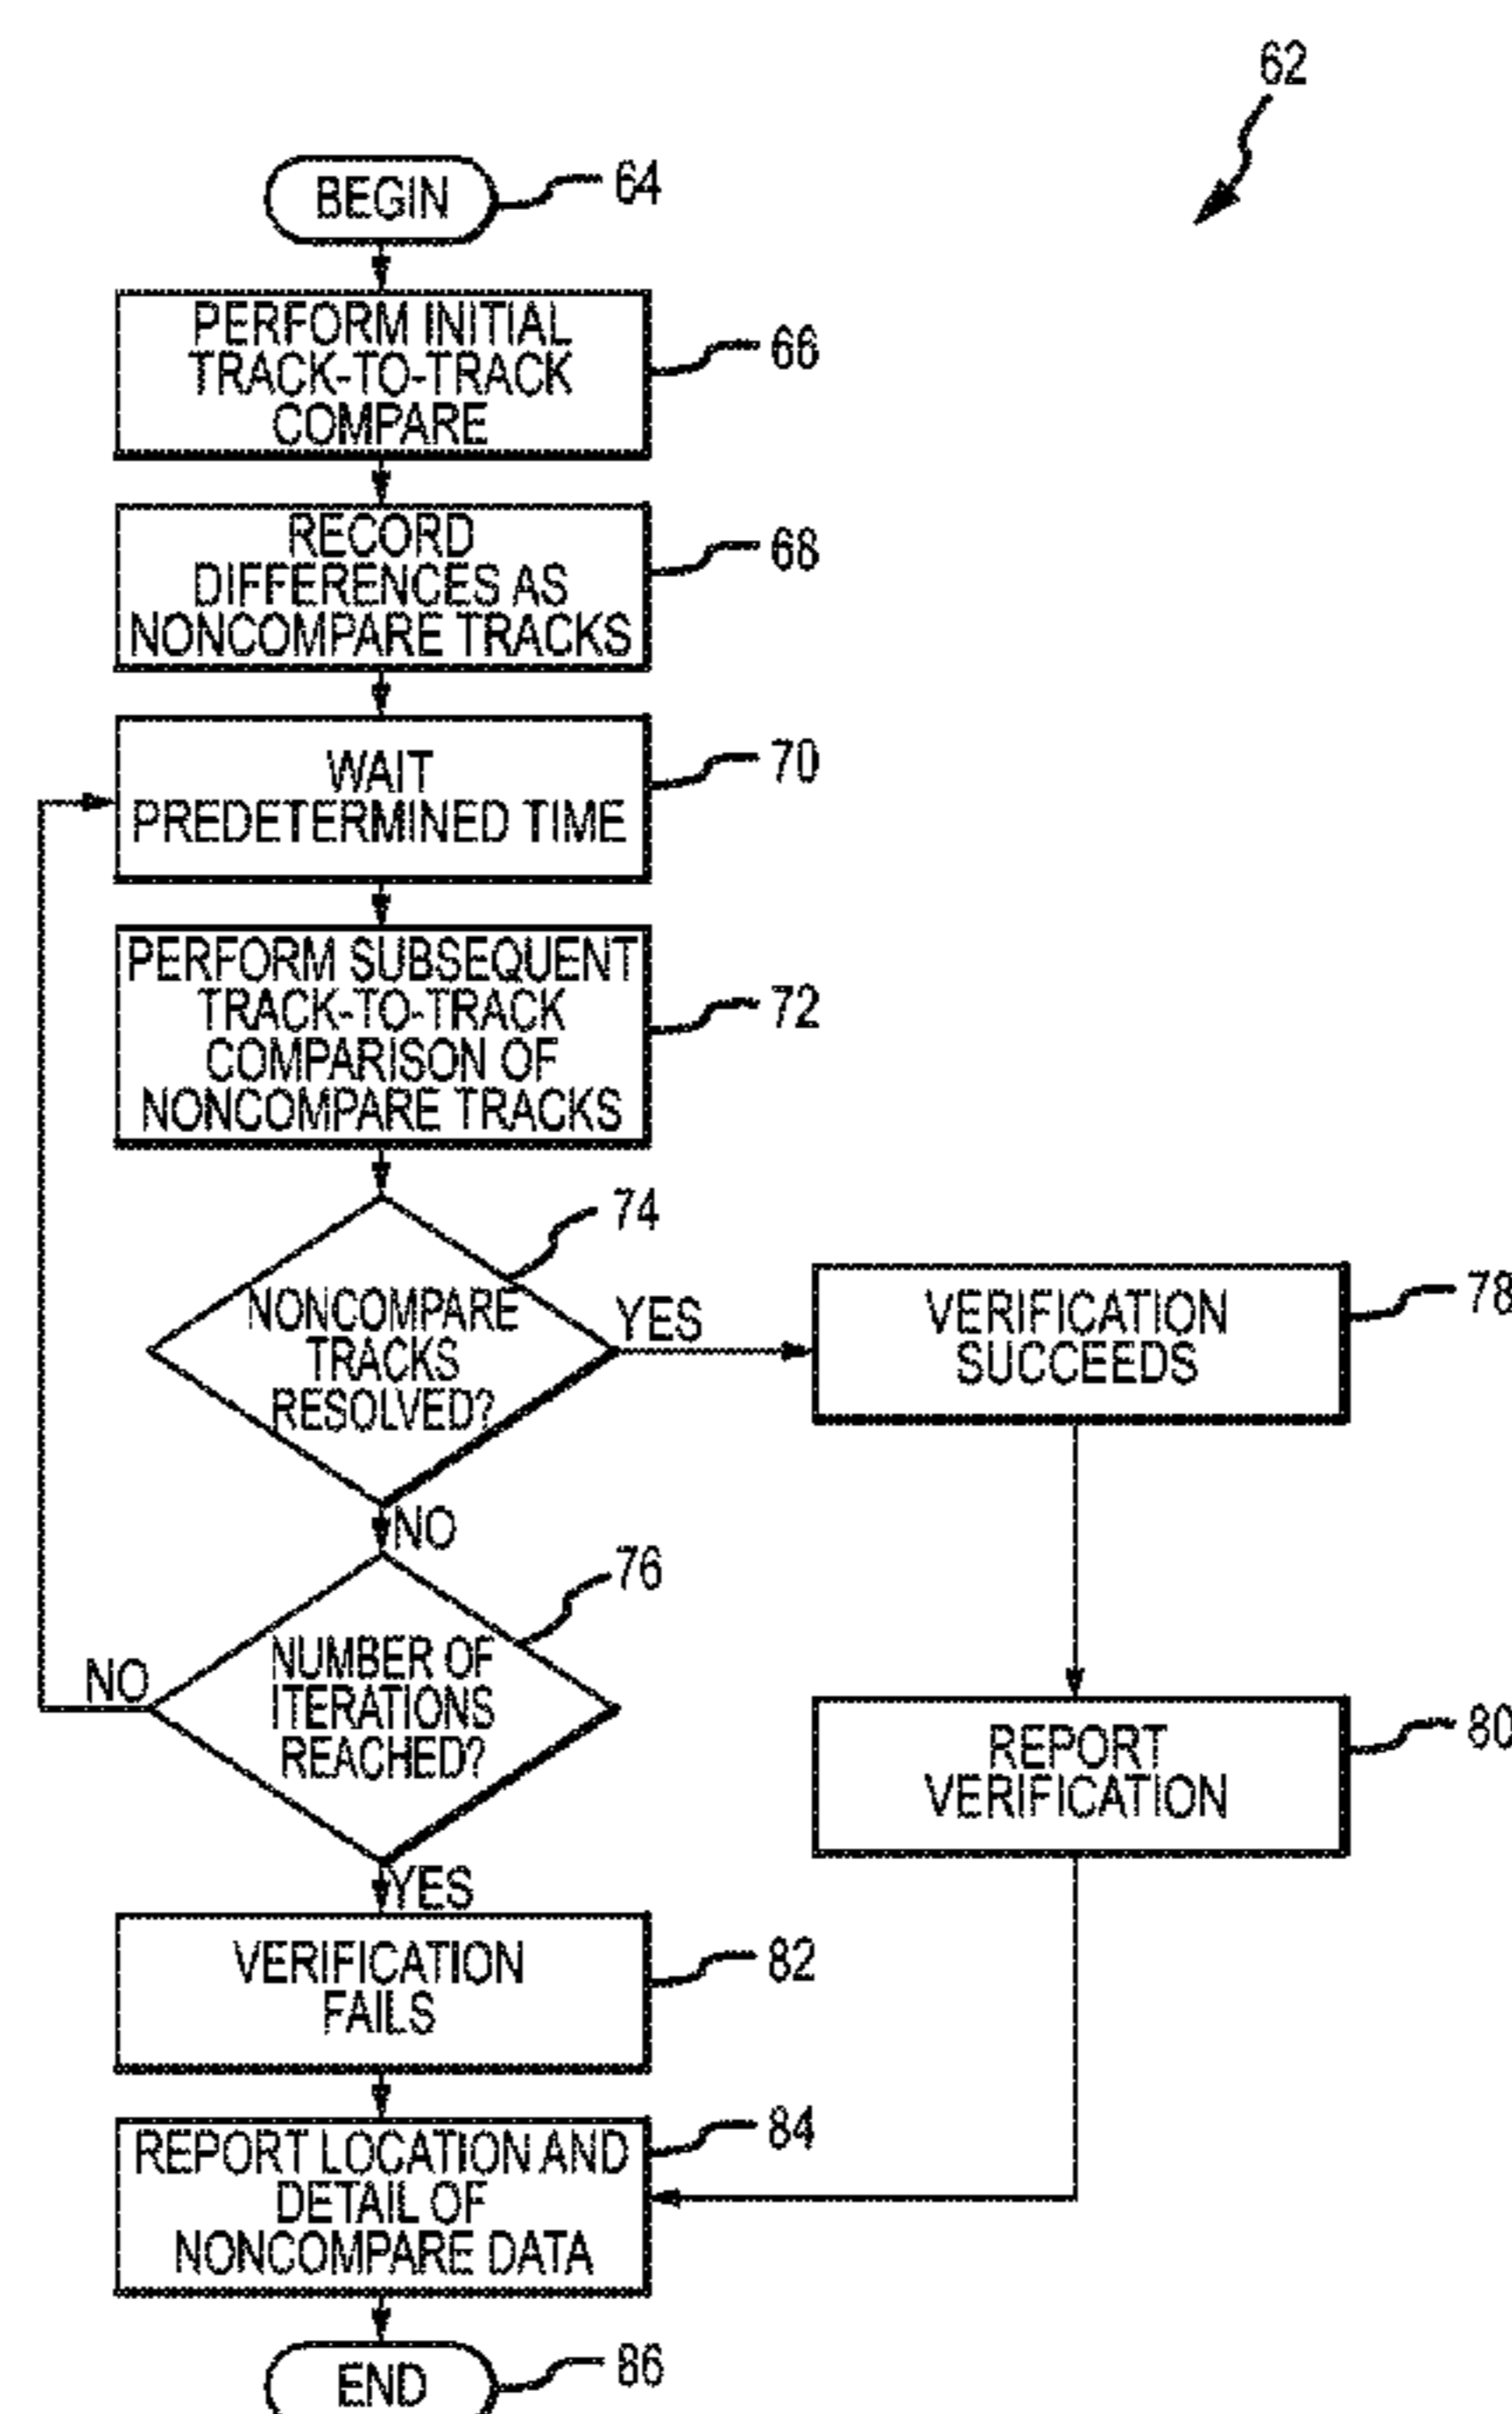 62
BEGIN
64
PERFORM INITIAL
TRACK-TO-TRACK
COMPARE
66
RECORD
DIFFERENCES AS
NONCOMPARE TRACKS
68
WAIT
PREDETERMINED TIME
70
PERFORM SUBSEQUENT
TRACK-TO-TRACK
COMPARISON OF
NONCOMPARE TRACKS
72
74
NONCOMPARE
TRACKS
RESOLVED?
YES
VERIFICATION
SUCCEEDS
78
NO
76
NUMBER OF
ITERATIONS
REACHED?
NO
REPORT
VERIFICATION
80
YES
VERIFICATION
FAILS
82
REPORT LOCATION AND
DETAIL OF
NONCOMPARE DATA
84
END
86